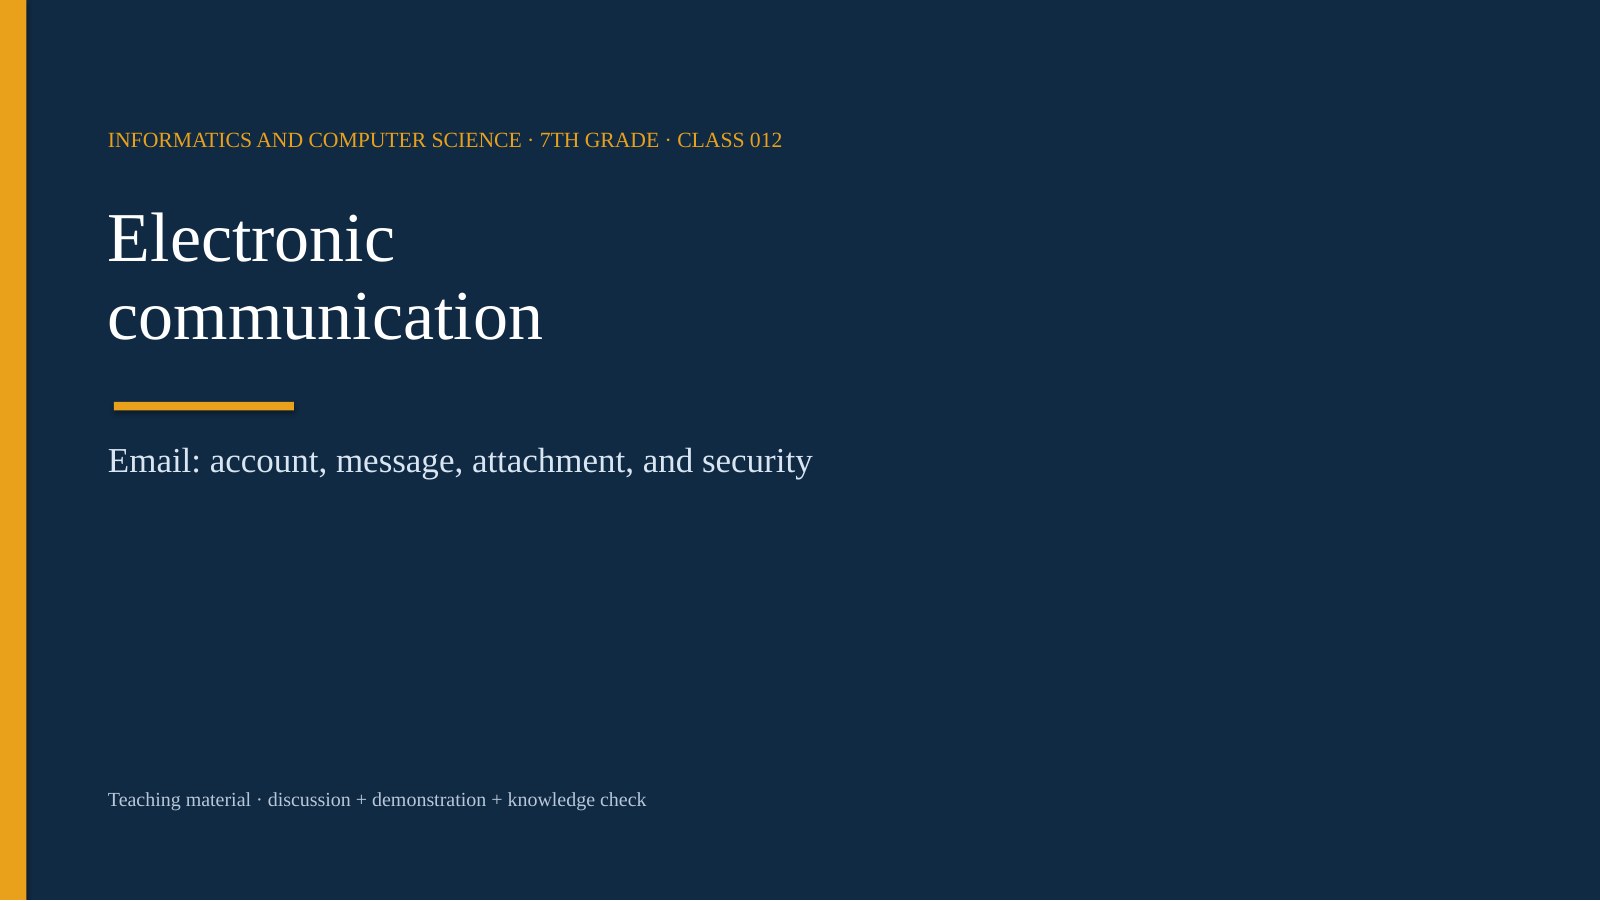 INFORMATICS AND COMPUTER SCIENCE · 7TH GRADE · CLASS 012
Electronic
communication
Email: account, message, attachment, and security
Teaching material · discussion + demonstration + knowledge check